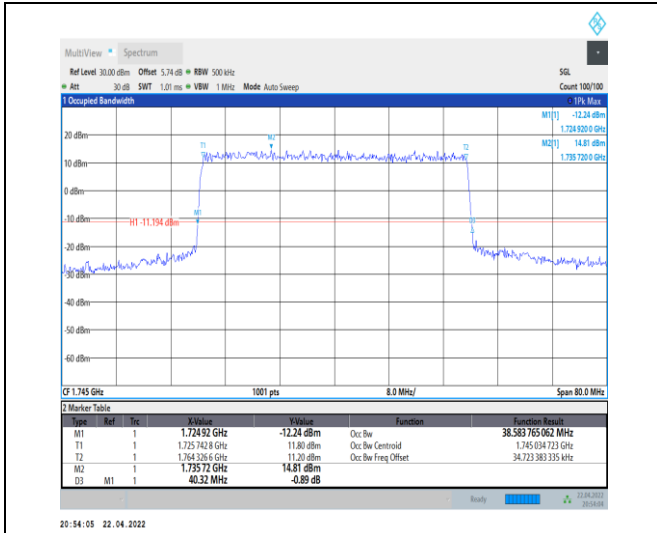 MultiView Spectrum
Ref Level 30.00 dBm Offset 5.74 dB RBW 500 kHz SGL
Att 30 dB SWT 1.01 ms VBW 1 MHz Mode Auto Sweep Count 100/100
1 Occupied Bandwidth 1Pk Max
M1[1] -12.24 dBm
1.724 920 0 GHz
M2[1] 14.81 dBm
1.735 720 0 GHz
20 dBm
T1 M2 T2
10 dBm
0 dBm
M1
-10 dBm H1 -11.194 dBm
-20 dBm
-30 dBm
-40 dBm
-50 dBm
-60 dBm
CF 1.745 GHz 1001 pts 8.0 MHz/ Span 80.0 MHz
2 Marker Table
Type Ref Trc X-Value Y-Value Function Function Result
M1 1 1.724 92 GHz -12.24 dBm Occ Bw 38.583 765 062 MHz
T1 1 1.725 742 8 GHz 11.80 dBm Occ Bw Centroid 1.745 034 723 GHz
T2 1 1.764 326 6 GHz 11.20 dBm Occ Bw Freq Offset 34.723 383 335 kHz
M2 1 1.735 72 GHz 14.81 dBm
D3 M1 1 40.32 MHz -0.89 dB
Ready 22.04.2022
20:54:04
20:54:05 22.04.2022